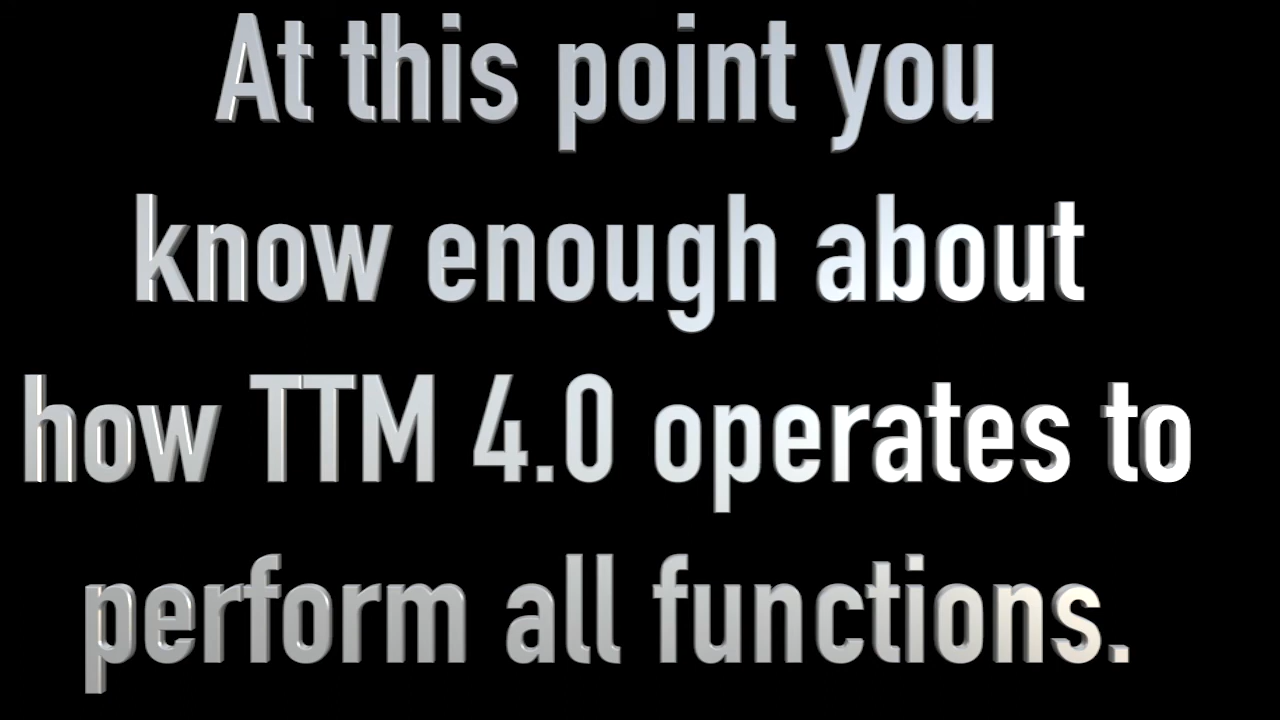 At this point you
know enough about
how TTM 4.0 operates to
perform all functions.